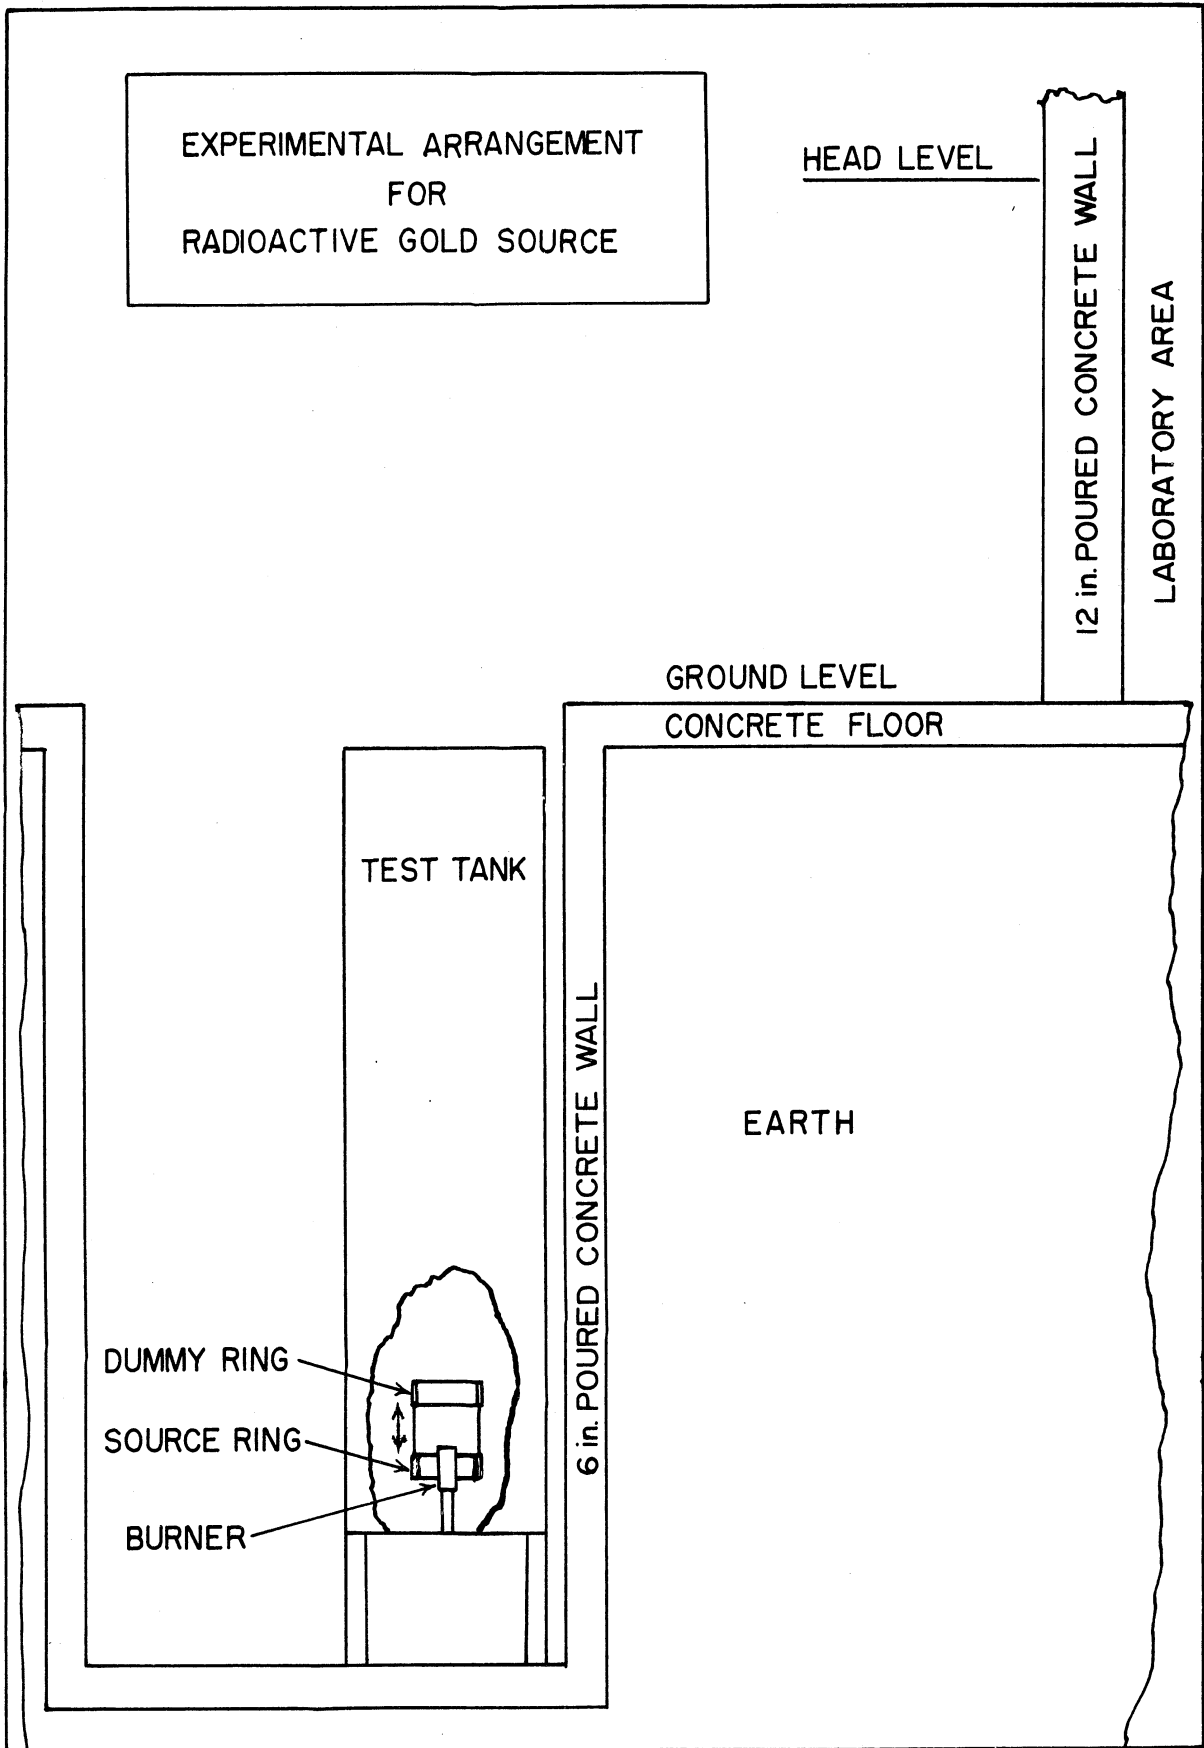 EXPERIMENTAL ARRANGEMENT
FOR
RADIOACTIVE GOLD SOURCE
HEAD LEVEL
12 in. POURED CONCRETE WALL
LABORATORY AREA
GROUND LEVEL
CONCRETE FLOOR
TEST TANK
6 in. POURED CONCRETE WALL
EARTH
DUMMY RING
SOURCE RING
BURNER